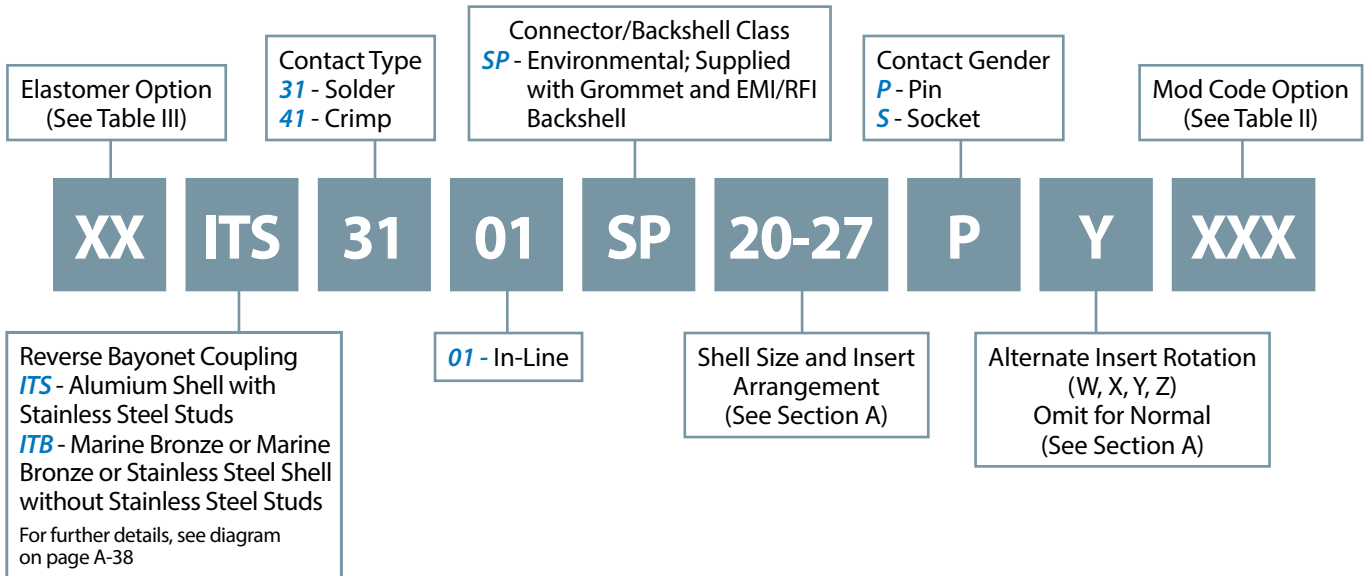 Elastomer Option
(See Table III)
Contact Type
31 - Solder
41 - Crimp
Connector/Backshell Class
SP - Environmental; Supplied
with Grommet and EMI/RFI
Backshell
Contact Gender
P - Pin
S - Socket
Mod Code Option
(See Table II)
XX ITS 31 01 SP 20-27 P Y XXX
Reverse Bayonet Coupling
ITS - Alumium Shell with
Stainless Steel Studs
ITB - Marine Bronze or Marine
Bronze or Stainless Steel Shell
without Stainless Steel Studs
For further details, see diagram
on page A-38
01 - In-Line
Shell Size and Insert
Arrangement
(See Section A)
Alternate Insert Rotation
(W, X, Y, Z)
Omit for Normal
(See Section A)